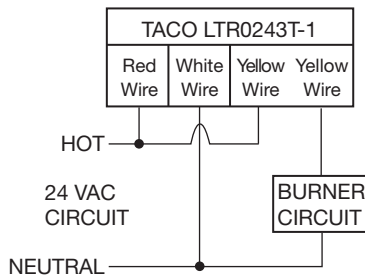 TACO LTR0243T-1
Red White Yellow Yellow
Wire Wire Wire Wire
HOT
24 VAC
CIRCUIT
BURNER
CIRCUIT
NEUTRAL